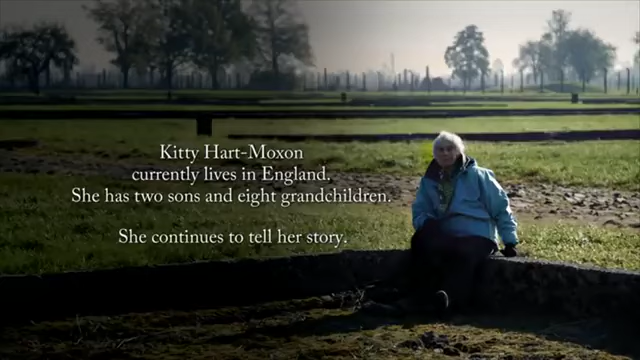 Kitty Hart-Moxon
currently lives in England.
She has two sons and eight grandchildren.
She continues to tell her story.